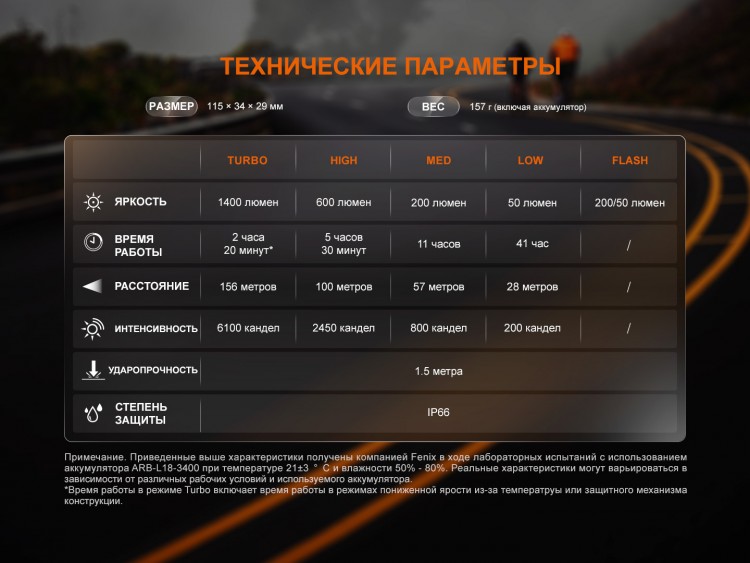 ТЕХНИЧЕСКИЕ ПАРАМЕТРЫ
РАЗМЕР 115 × 34 × 29 мм ВЕС 157 г (включая аккумулятор)
TURBO HIGH MED LOW FLASH
ЯРКОСТЬ 1400 люмен 600 люмен 200 люмен 50 люмен 200/50 люмен
ВРЕМЯ РАБОТЫ 2 часа 20 минут* 5 часов 30 минут 11 часов 41 час /
РАССТОЯНИЕ 156 метров 100 метров 57 метров 28 метров /
ИНТЕНСИВНОСТЬ 6100 кандел 2450 кандел 800 кандел 200 кандел /
УДАРОПРОЧНОСТЬ 1.5 метра
СТЕПЕНЬ ЗАЩИТЫ IP66
Примечание. Приведенные выше характеристики получены компанией Fenix в ходе лабораторных испытаний с использованием
аккумулятора ARB-L18-3400 при температуре 21±3 ° С и влажности 50% - 80%. Реальные характеристики могут варьироваться в
зависимости от различных рабочих условий и используемого аккумулятора.
*Время работы в режиме Turbo включает время работы в режимах пониженной ярости из-за температруы или защитного механизма
конструкции.